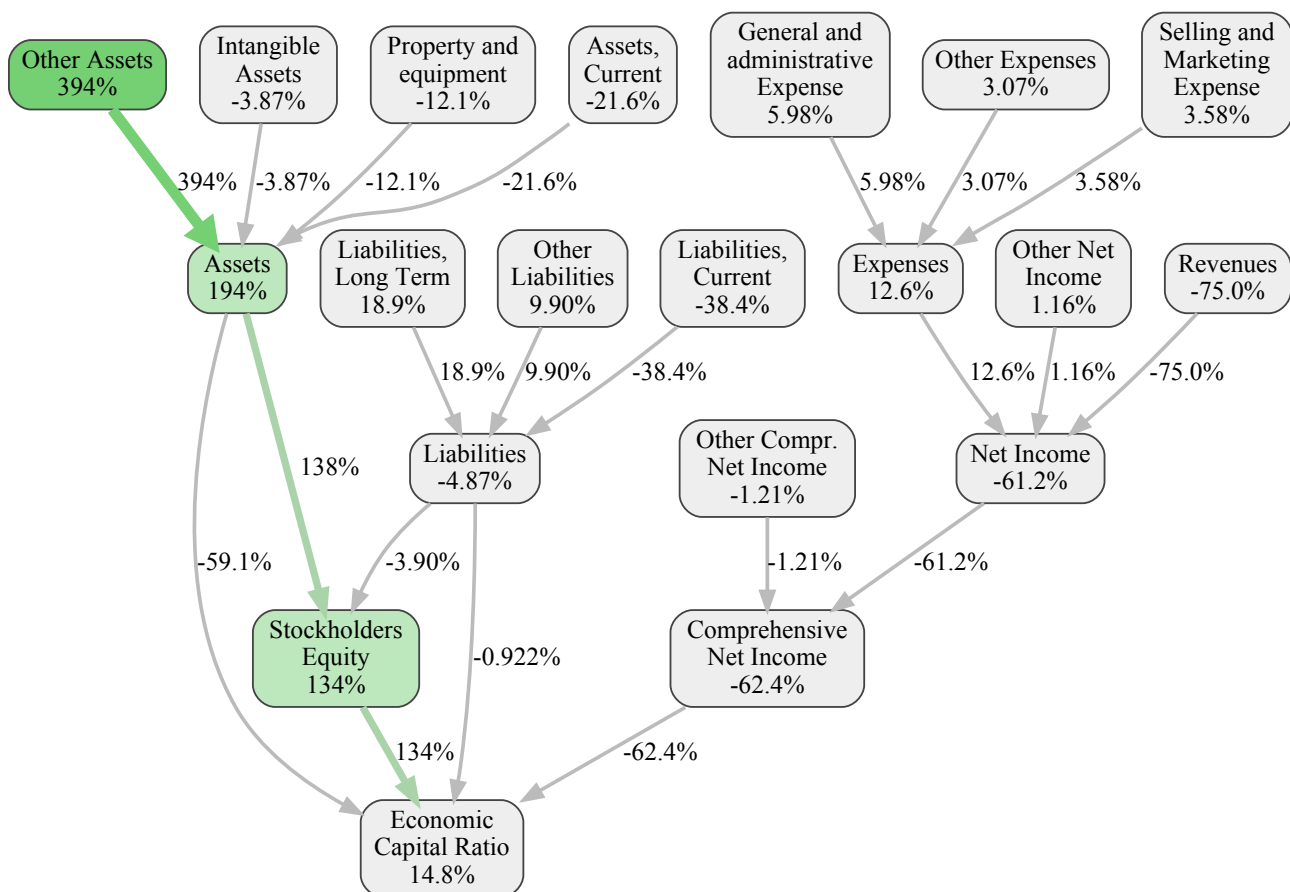 Other Assets
394%
Intangible
Assets
-3.87%
Property and
equipment
-12.1%
Assets,
Current
-21.6%
General and
administrative
Expense
5.98%
Other Expenses
3.07%
Selling and
Marketing
Expense
3.58%
394%
-3.87%
-12.1%
-21.6%
5.98%
3.07%
3.58%
Assets
194%
Liabilities,
Long Term
18.9%
Other
Liabilities
9.90%
Liabilities,
Current
-38.4%
Expenses
12.6%
Other Net
Income
1.16%
Revenues
-75.0%
18.9%
9.90%
-38.4%
12.6%
1.16%
-75.0%
138%
Liabilities
-4.87%
Other Compr.
Net Income
-1.21%
Net Income
-61.2%
-59.1%
-3.90%
-1.21%
-61.2%
Stockholders
Equity
134%
-0.922%
Comprehensive
Net Income
-62.4%
134%
-62.4%
Economic
Capital Ratio
14.8%